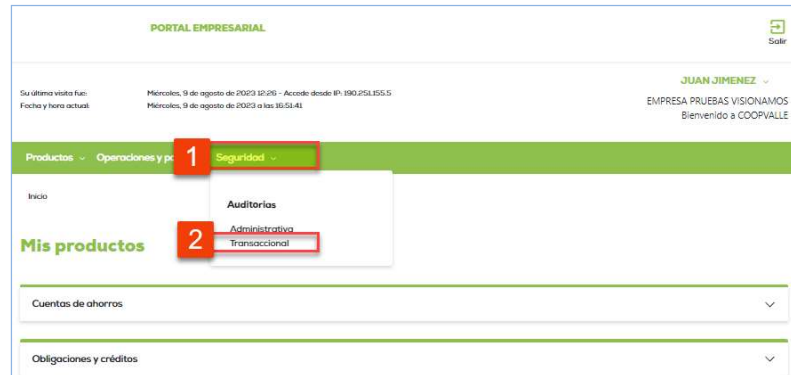 PORTAL EMPRESARIAL
Salir
JUAN JIMENEZ
Su última visita fue: Miércoles, 9 de agosto de 2023 12:26 - Accede desde IP: 190.251.155.5
EMPRESA PRUEBAS VISIONAMOS
Fecha y hora actual: Miércoles, 9 de agosto de 2023 a las 16:51:41
Bienvenido a COOPVALLE
Productos Operaciones y pa 1 Seguridad
Inicio
Auditorias
Administrativa
2 Transaccional
Mis productos
Cuentas de ahorros
Obligaciones y créditos